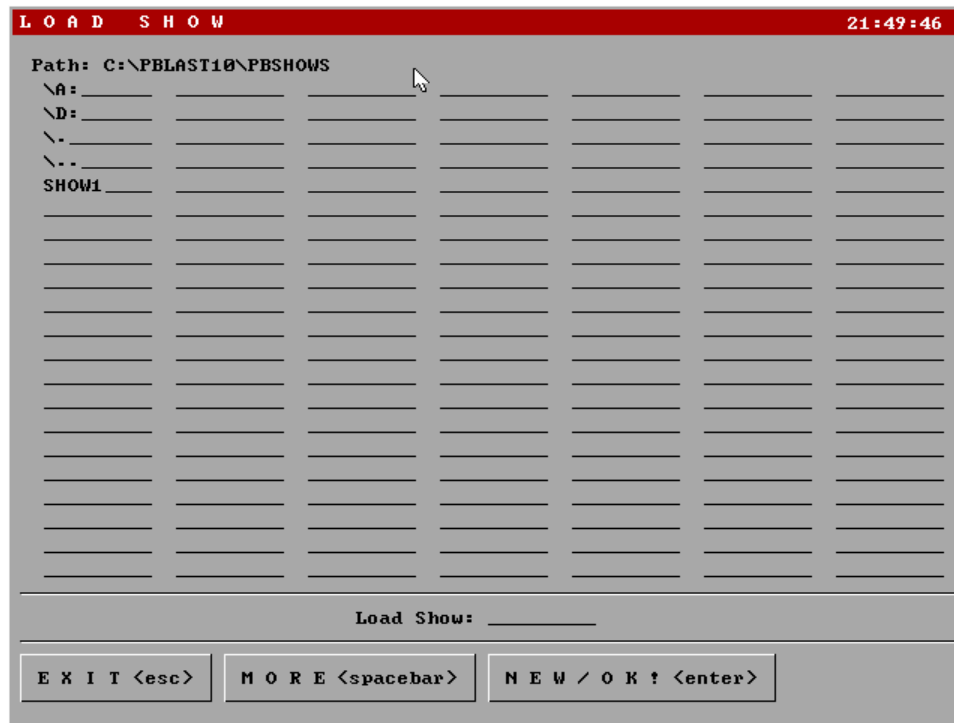 L O A D   S H O W   21:49:46
Path: C:\PBLAST10\PBSHOWS
\A:
\D:
\.
\..
SHOW1
Load Show:
E X I T <esc>   M O R E <spacebar>   N E W / O K ! <enter>